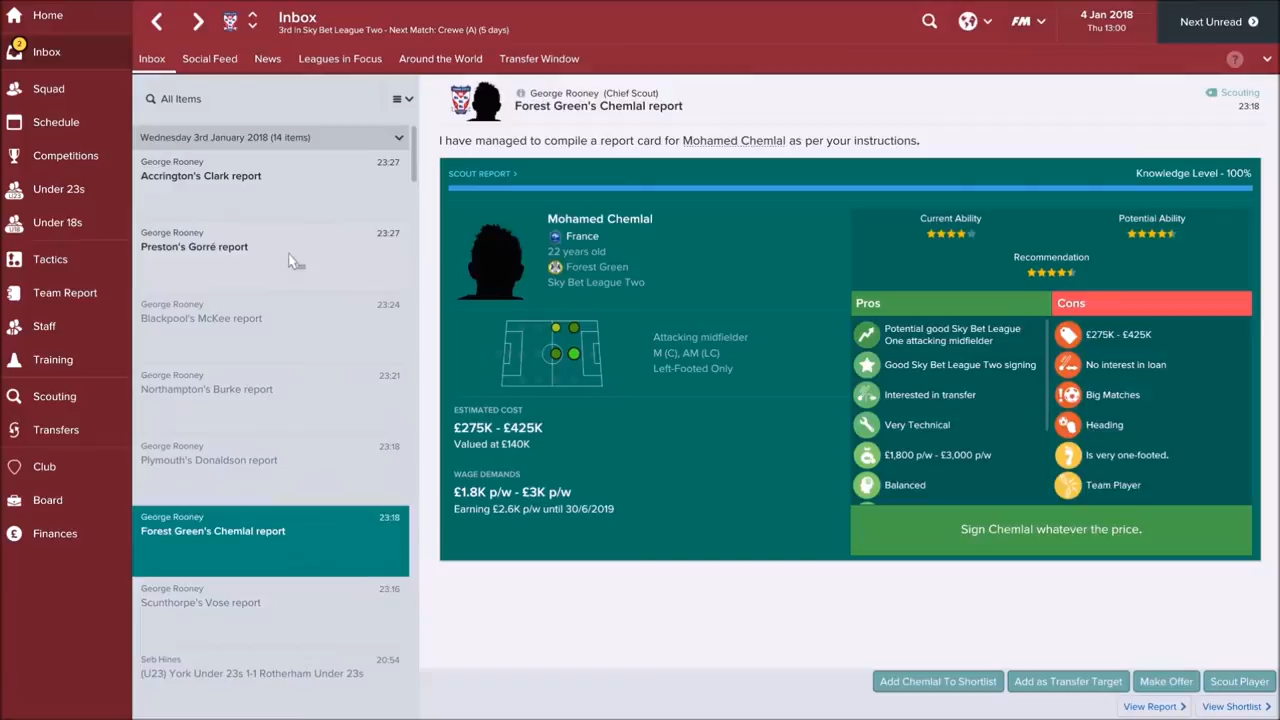 Home
2
Inbox
Squad
Schedule
Competitions
U23
Under 23s
U18
Under 18s
Tactics
Team Report
Staff
Training
Scouting
Transfers
Club
Board
Finances
Inbox
3rd In Sky Bet League Two - Next Match: Crewe (A) (5 days)
FM
4 Jan 2018
Thu 13:00
Next Unread
Inbox
Social Feed
News
Leagues in Focus
Around the World
Transfer Window
?
All Items
Wednesday 3rd January 2018 (14 items)
George Rooney 23:27
Accrington's Clark report
George Rooney 23:27
Preston's Gorré report
George Rooney 23:24
Blackpool's McKee report
George Rooney 23:21
Northampton's Burke report
George Rooney 23:18
Plymouth's Donaldson report
George Rooney 23:18
Forest Green's Chemlal report
George Rooney 23:16
Scunthorpe's Vose report
Seb Hines 20:54
(U23) York Under 23s 1-1 Rotherham Under 23s
George Rooney (Chief Scout)
Forest Green's Chemlal report
Scouting
23:18
I have managed to compile a report card for Mohamed Chemlal as per your instructions.
SCOUT REPORT >
Knowledge Level - 100%
Mohamed Chemlal
France
22 years old
Forest Green
Sky Bet League Two
Attacking midfielder
M (C), AM (LC)
Left-Footed Only
ESTIMATED COST
£275K - £425K
Valued at £140K
WAGE DEMANDS
£1.8K p/w - £3K p/w
Earning £2.6K p/w until 30/6/2019
Current Ability
Potential Ability
Recommendation
Pros
Potential good Sky Bet League
One attacking midfielder
Good Sky Bet League Two signing
Interested in transfer
Very Technical
£1,800 p/w - £3,000 p/w
Balanced
Cons
£275K - £425K
No interest in loan
Big Matches
Heading
Is very one-footed.
Team Player
Sign Chemlal whatever the price.
Add Chemlal To Shortlist
Add as Transfer Target
Make Offer
Scout Player
View Report >
View Shortlist >